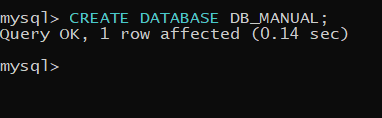 mysql> CREATE DATABASE DB_MANUAL;
Query OK, 1 row affected (0.14 sec)
mysql>